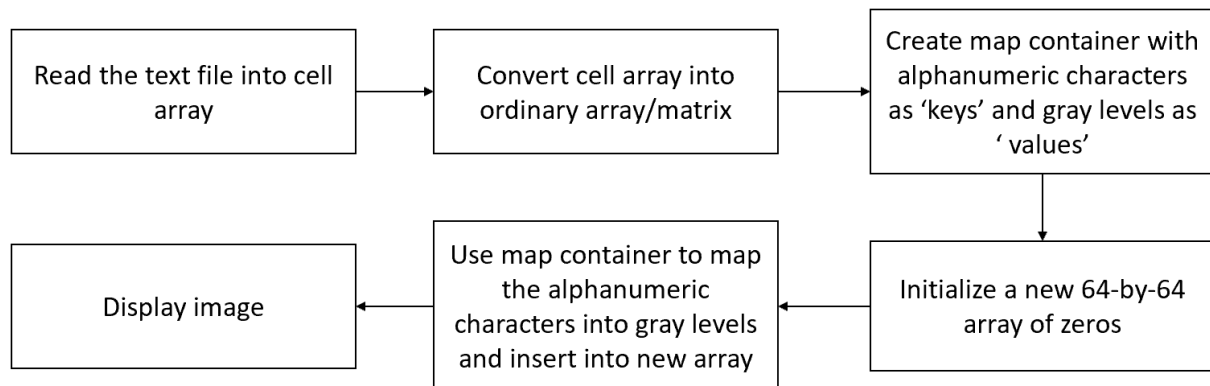 Read the text file into cell
array
Convert cell array into
ordinary array/matrix
Create map container with
alphanumeric characters
as ‘keys’ and gray levels as
‘ values’
Initialize a new 64-by-64
array of zeros
Use map container to map
the alphanumeric
characters into gray levels
and insert into new array
Display image